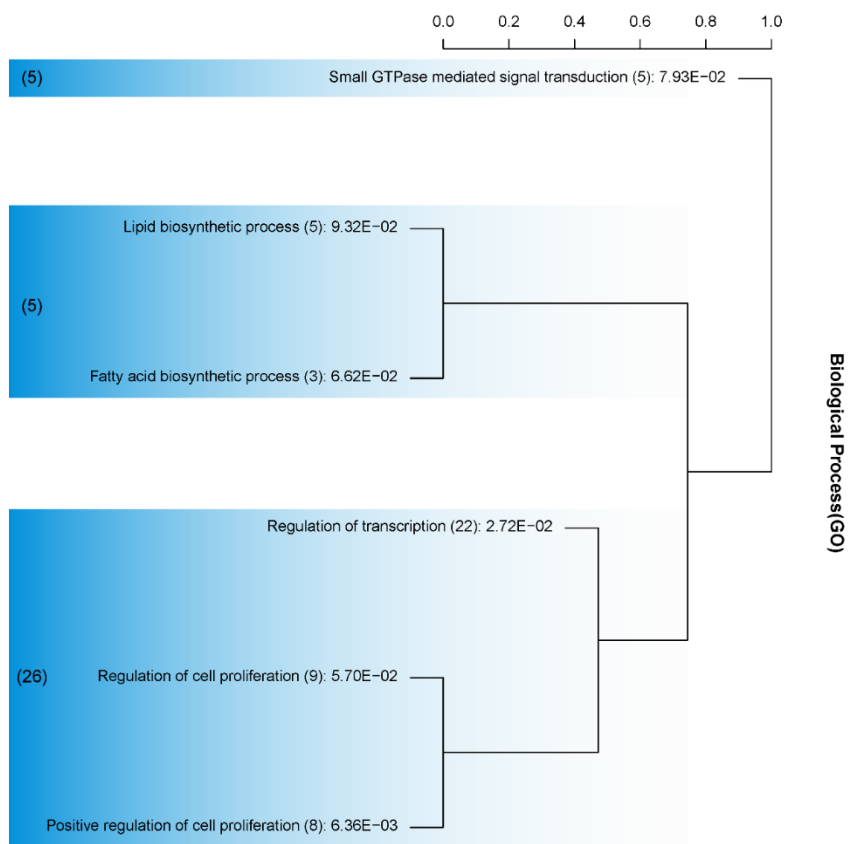 0.0 0.2 0.4 0.6 0.8 1.0
(5)
Small GTPase mediated signal transduction (5): 7.93E−02
Lipid biosynthetic process (5): 9.32E−02
(5)
Fatty acid biosynthetic process (3): 6.62E−02
Biological Process(GO)
Regulation of transcription (22): 2.72E−02
(26)
Regulation of cell proliferation (9): 5.70E−02
Positive regulation of cell proliferation (8): 6.36E−03